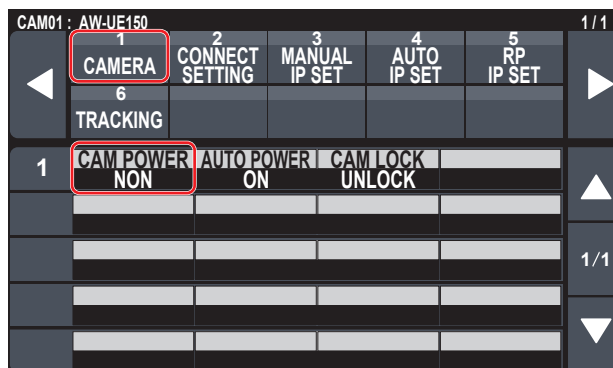 CAM01 : AW-UE150 1 / 1
1 2 3 4 5
CAMERA CONNECT SETTING MANUAL IP SET AUTO IP SET RP IP SET
6
TRACKING
1 CAM POWER AUTO POWER CAM LOCK
NON ON UNLOCK
1/1